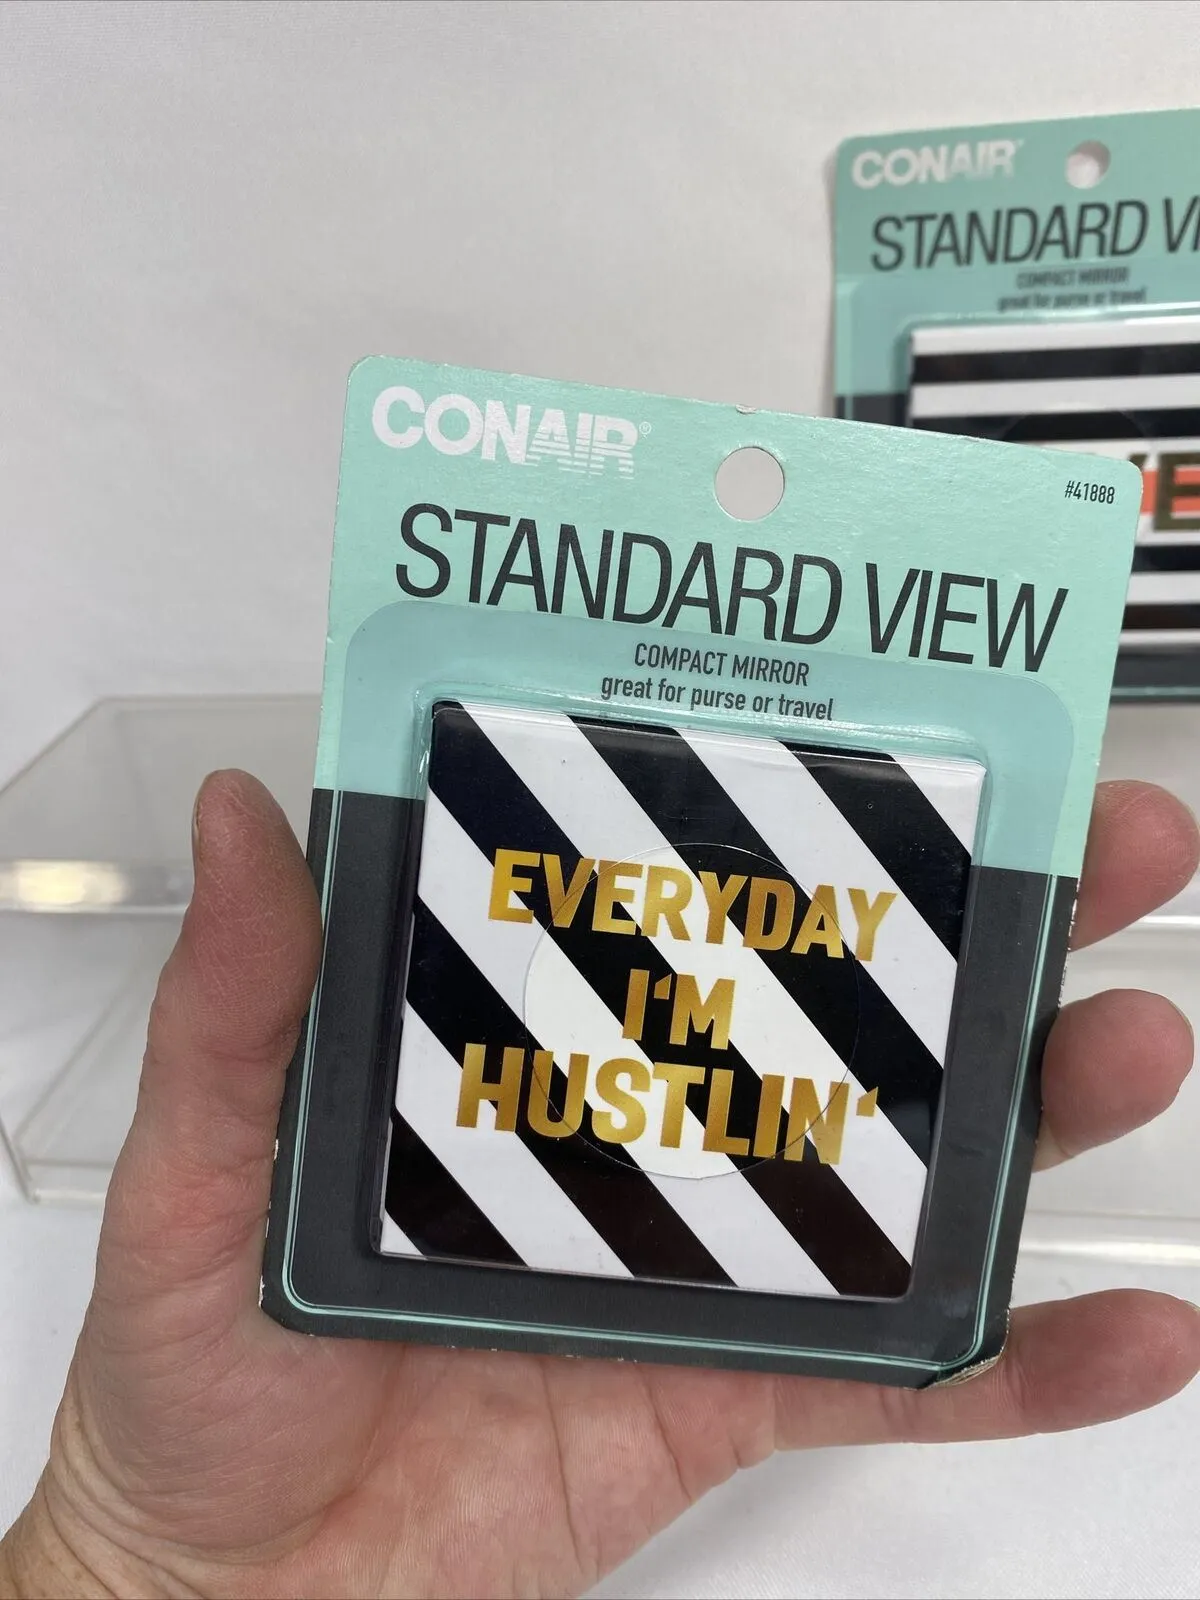 CONAIR®
#41888
STANDARD VIEW
COMPACT MIRROR
great for purse or travel
EVERYDAY
I'M
HUSTLIN'
CONAIR
STANDARD
COMPACT MIRROR
great for purse or travel